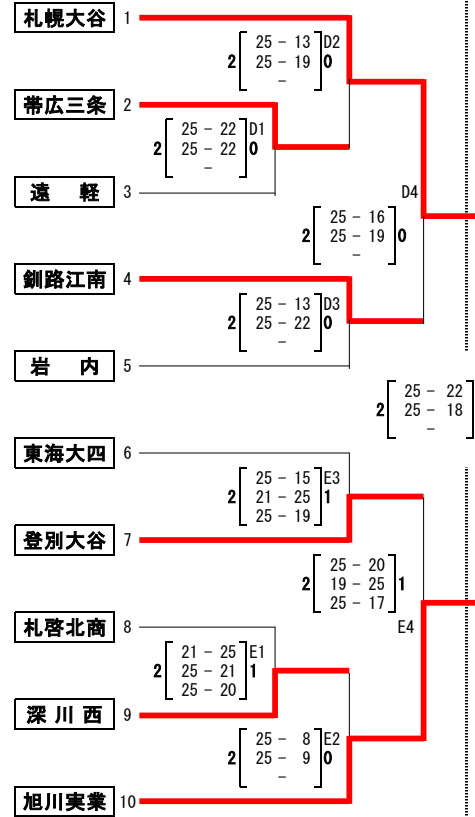 札幌大谷 1
25 - 13 D2
2 25 - 19 0
-
帯広三条 2
25 - 22 D1
2 25 - 22 0
-
遠 軽 3
D4
25 - 16
2 25 - 19 0
-
釧路江南 4
25 - 13 D3
2 25 - 22 0
-
岩 内 5
25 - 22
2 25 - 18
-
東海大四 6
25 - 15 E3
2 21 - 25 1
25 - 19
登別大谷 7
25 - 20
2 19 - 25 1
25 - 17
札啓北商 8
E4
21 - 25 E1
2 25 - 21 1
25 - 20
深川西 9
25 - 8 E2
2 25 - 9 0
-
旭川実業 10